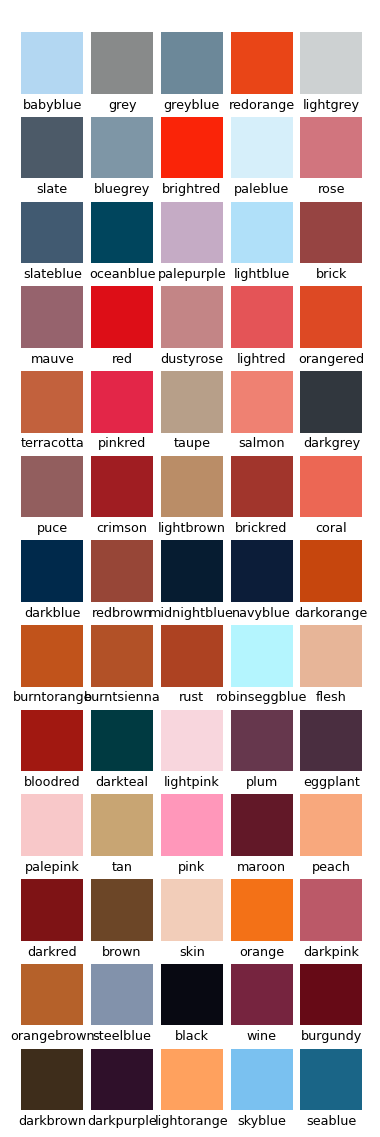 babyblue grey greyblue redorange lightgrey
slate bluegrey brightred paleblue rose
slateblue oceanblue palepurple lightblue brick
mauve red dustyrose lightred orangered
terracotta pinkred taupe salmon darkgrey
puce crimson lightbrown brickred coral
darkblue redbrown midnightblue navyblue darkorange
burntorange burntsienna rust robinseggblue flesh
bloodred darkteal lightpink plum eggplant
palepink tan pink maroon peach
darkred brown skin orange darkpink
orangebrown steelblue black wine burgundy
darkbrown darkpurple lightorange skyblue seablue